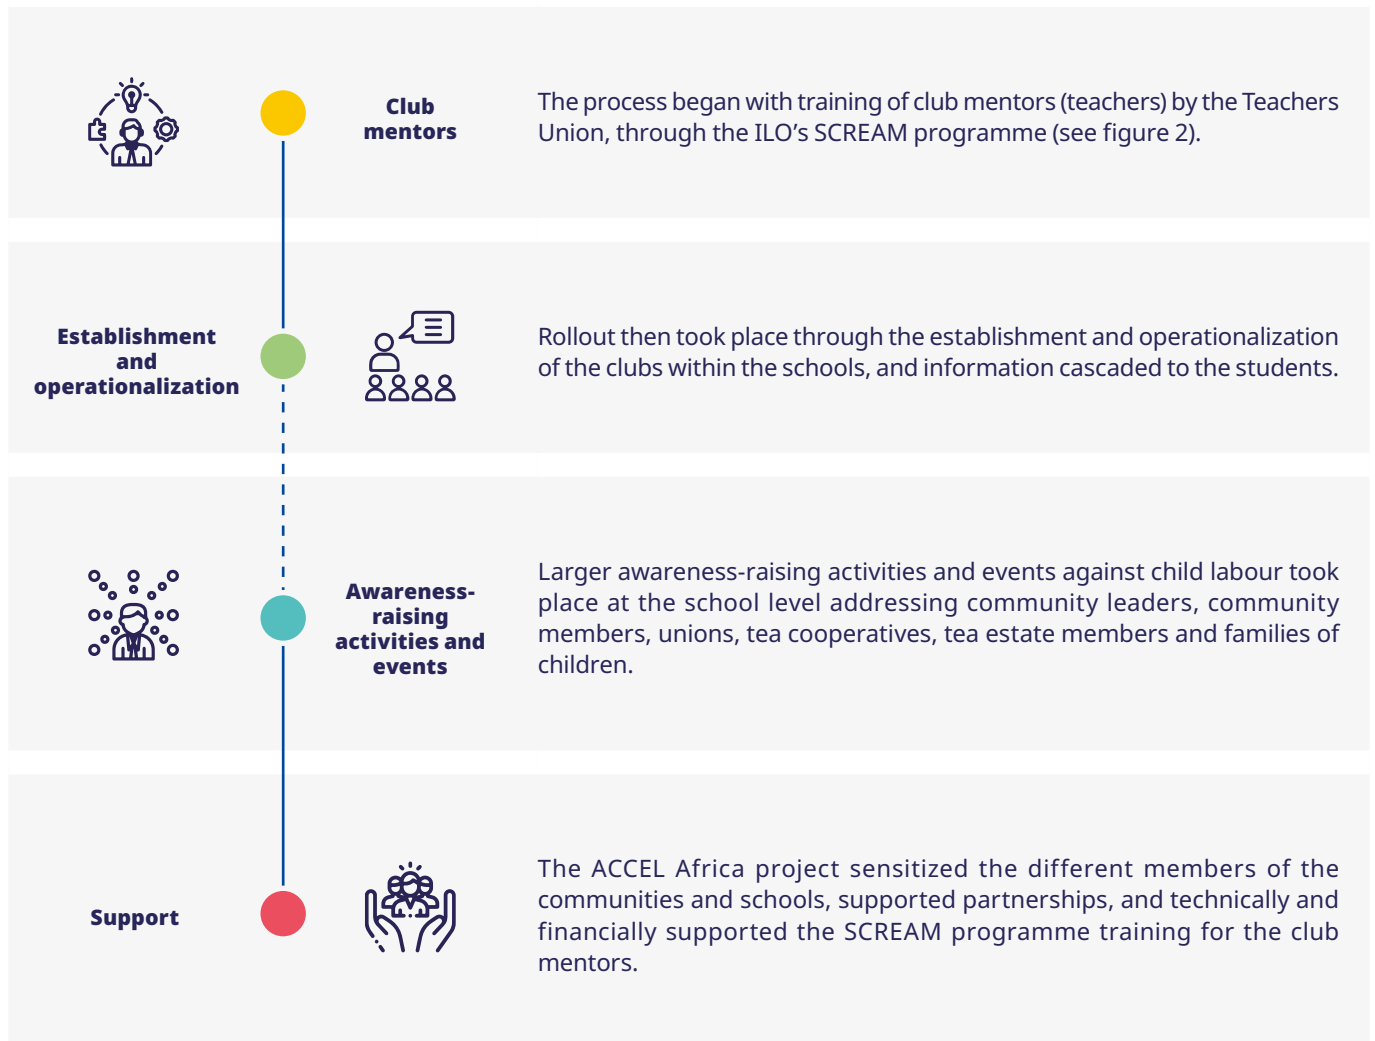 Club
mentors
The process began with training of club mentors (teachers) by the Teachers
Union, through the ILO’s SCREAM programme (see figure 2).
Establishment
and
operationalization
Rollout then took place through the establishment and operationalization
of the clubs within the schools, and information cascaded to the students.
Awareness-
raising
activities and
events
Larger awareness-raising activities and events against child labour took
place at the school level addressing community leaders, community
members, unions, tea cooperatives, tea estate members and families of
children.
Support
The ACCEL Africa project sensitized the different members of the
communities and schools, supported partnerships, and technically and
financially supported the SCREAM programme training for the club
mentors.